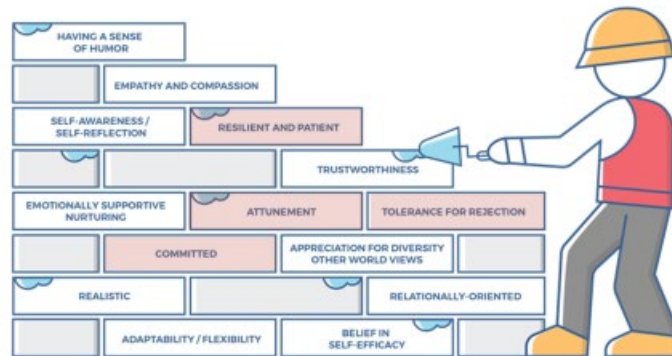 HAVING A SENSE
OF HUMOR
EMPATHY AND COMPASSION
SELF-AWARENESS /
SELF-REFLECTION
RESILIENT AND PATIENT
TRUSTWORTHINESS
EMOTIONALLY SUPPORTIVE
NURTURING
ATTUNEMENT
TOLERANCE FOR REJECTION
COMMITTED
APPRECIATION FOR DIVERSITY
OTHER WORLD VIEWS
REALISTIC
RELATIONALLY-ORIENTED
ADAPTABILITY / FLEXIBILITY
BELIEF IN
SELF-EFFICACY